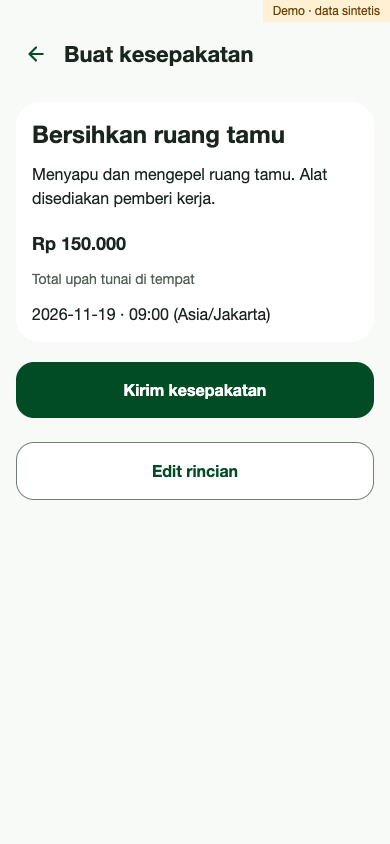 Demo · data sintetis
Buat kesepakatan
Bersihkan ruang tamu
Menyapu dan mengepel ruang tamu. Alat
disediakan pemberi kerja.
Rp 150.000
Total upah tunai di tempat
2026-11-19 · 09:00 (Asia/Jakarta)
Kirim kesepakatan
Edit rincian